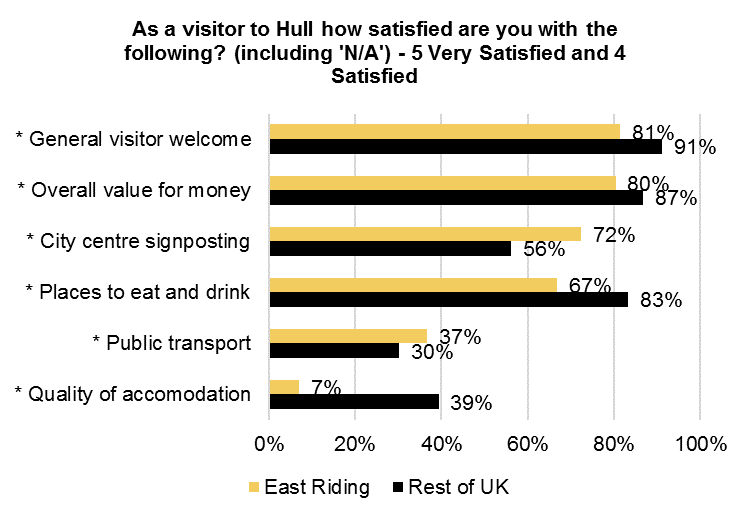 As a visitor to Hull how satisfied are you with the
following? (including 'N/A') - 5 Very Satisfied and 4
Satisfied
* General visitor welcome
81%
91%
* Overall value for money
80%
87%
* City centre signposting
72%
56%
* Places to eat and drink
67%
83%
* Public transport
37%
30%
* Quality of accomodation
7%
39%
0% 20% 40% 60% 80% 100%
East Riding Rest of UK